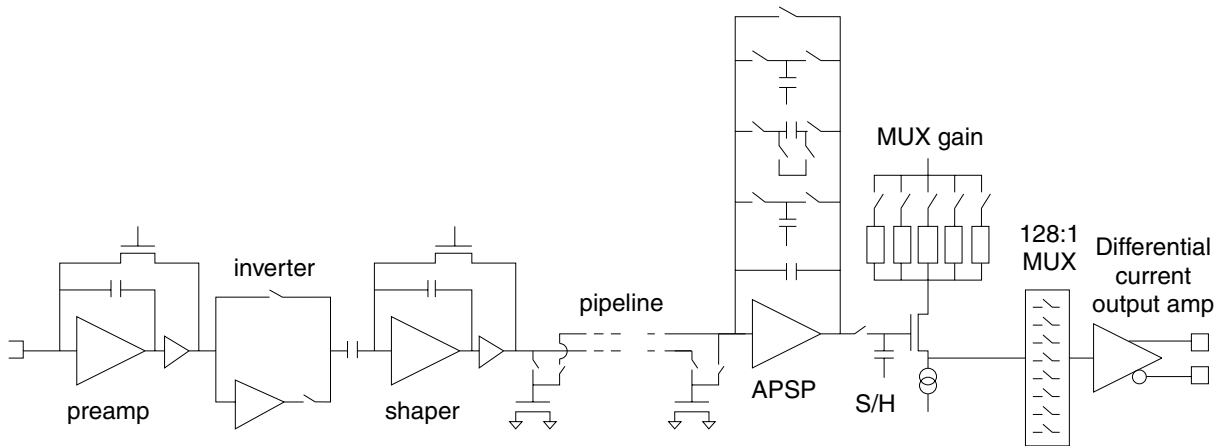 MUX gain
128:1
MUX
Differential
current
output amp
inverter
pipeline
preamp
shaper
APSP
S/H